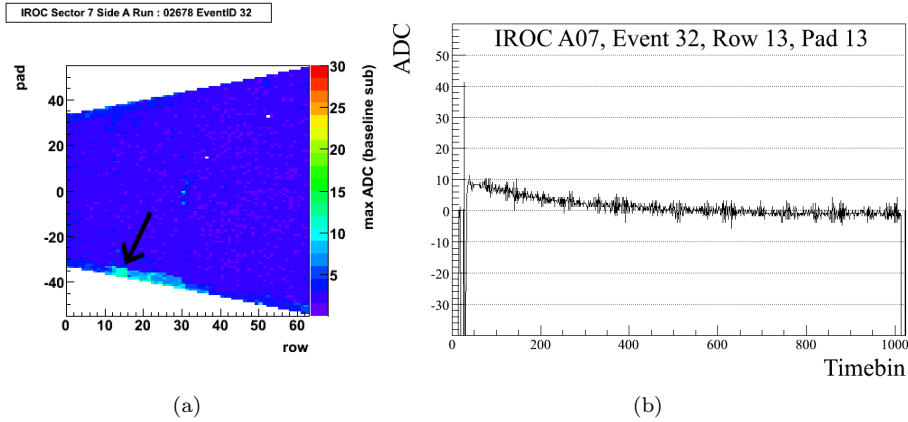 IROC Sector 7 Side A Run : 02678 EventID 32
pad
40
20
0
-20
-40
0 10 20 30 40 50 60
row
30
25
20
15
10
5
max ADC (baseline sub)
(a)
IROC A07, Event 32, Row 13, Pad 13
ADC
50
40
30
20
10
0
-10
-20
-30
0 200 400 600 800 1000
Timebin
(b)